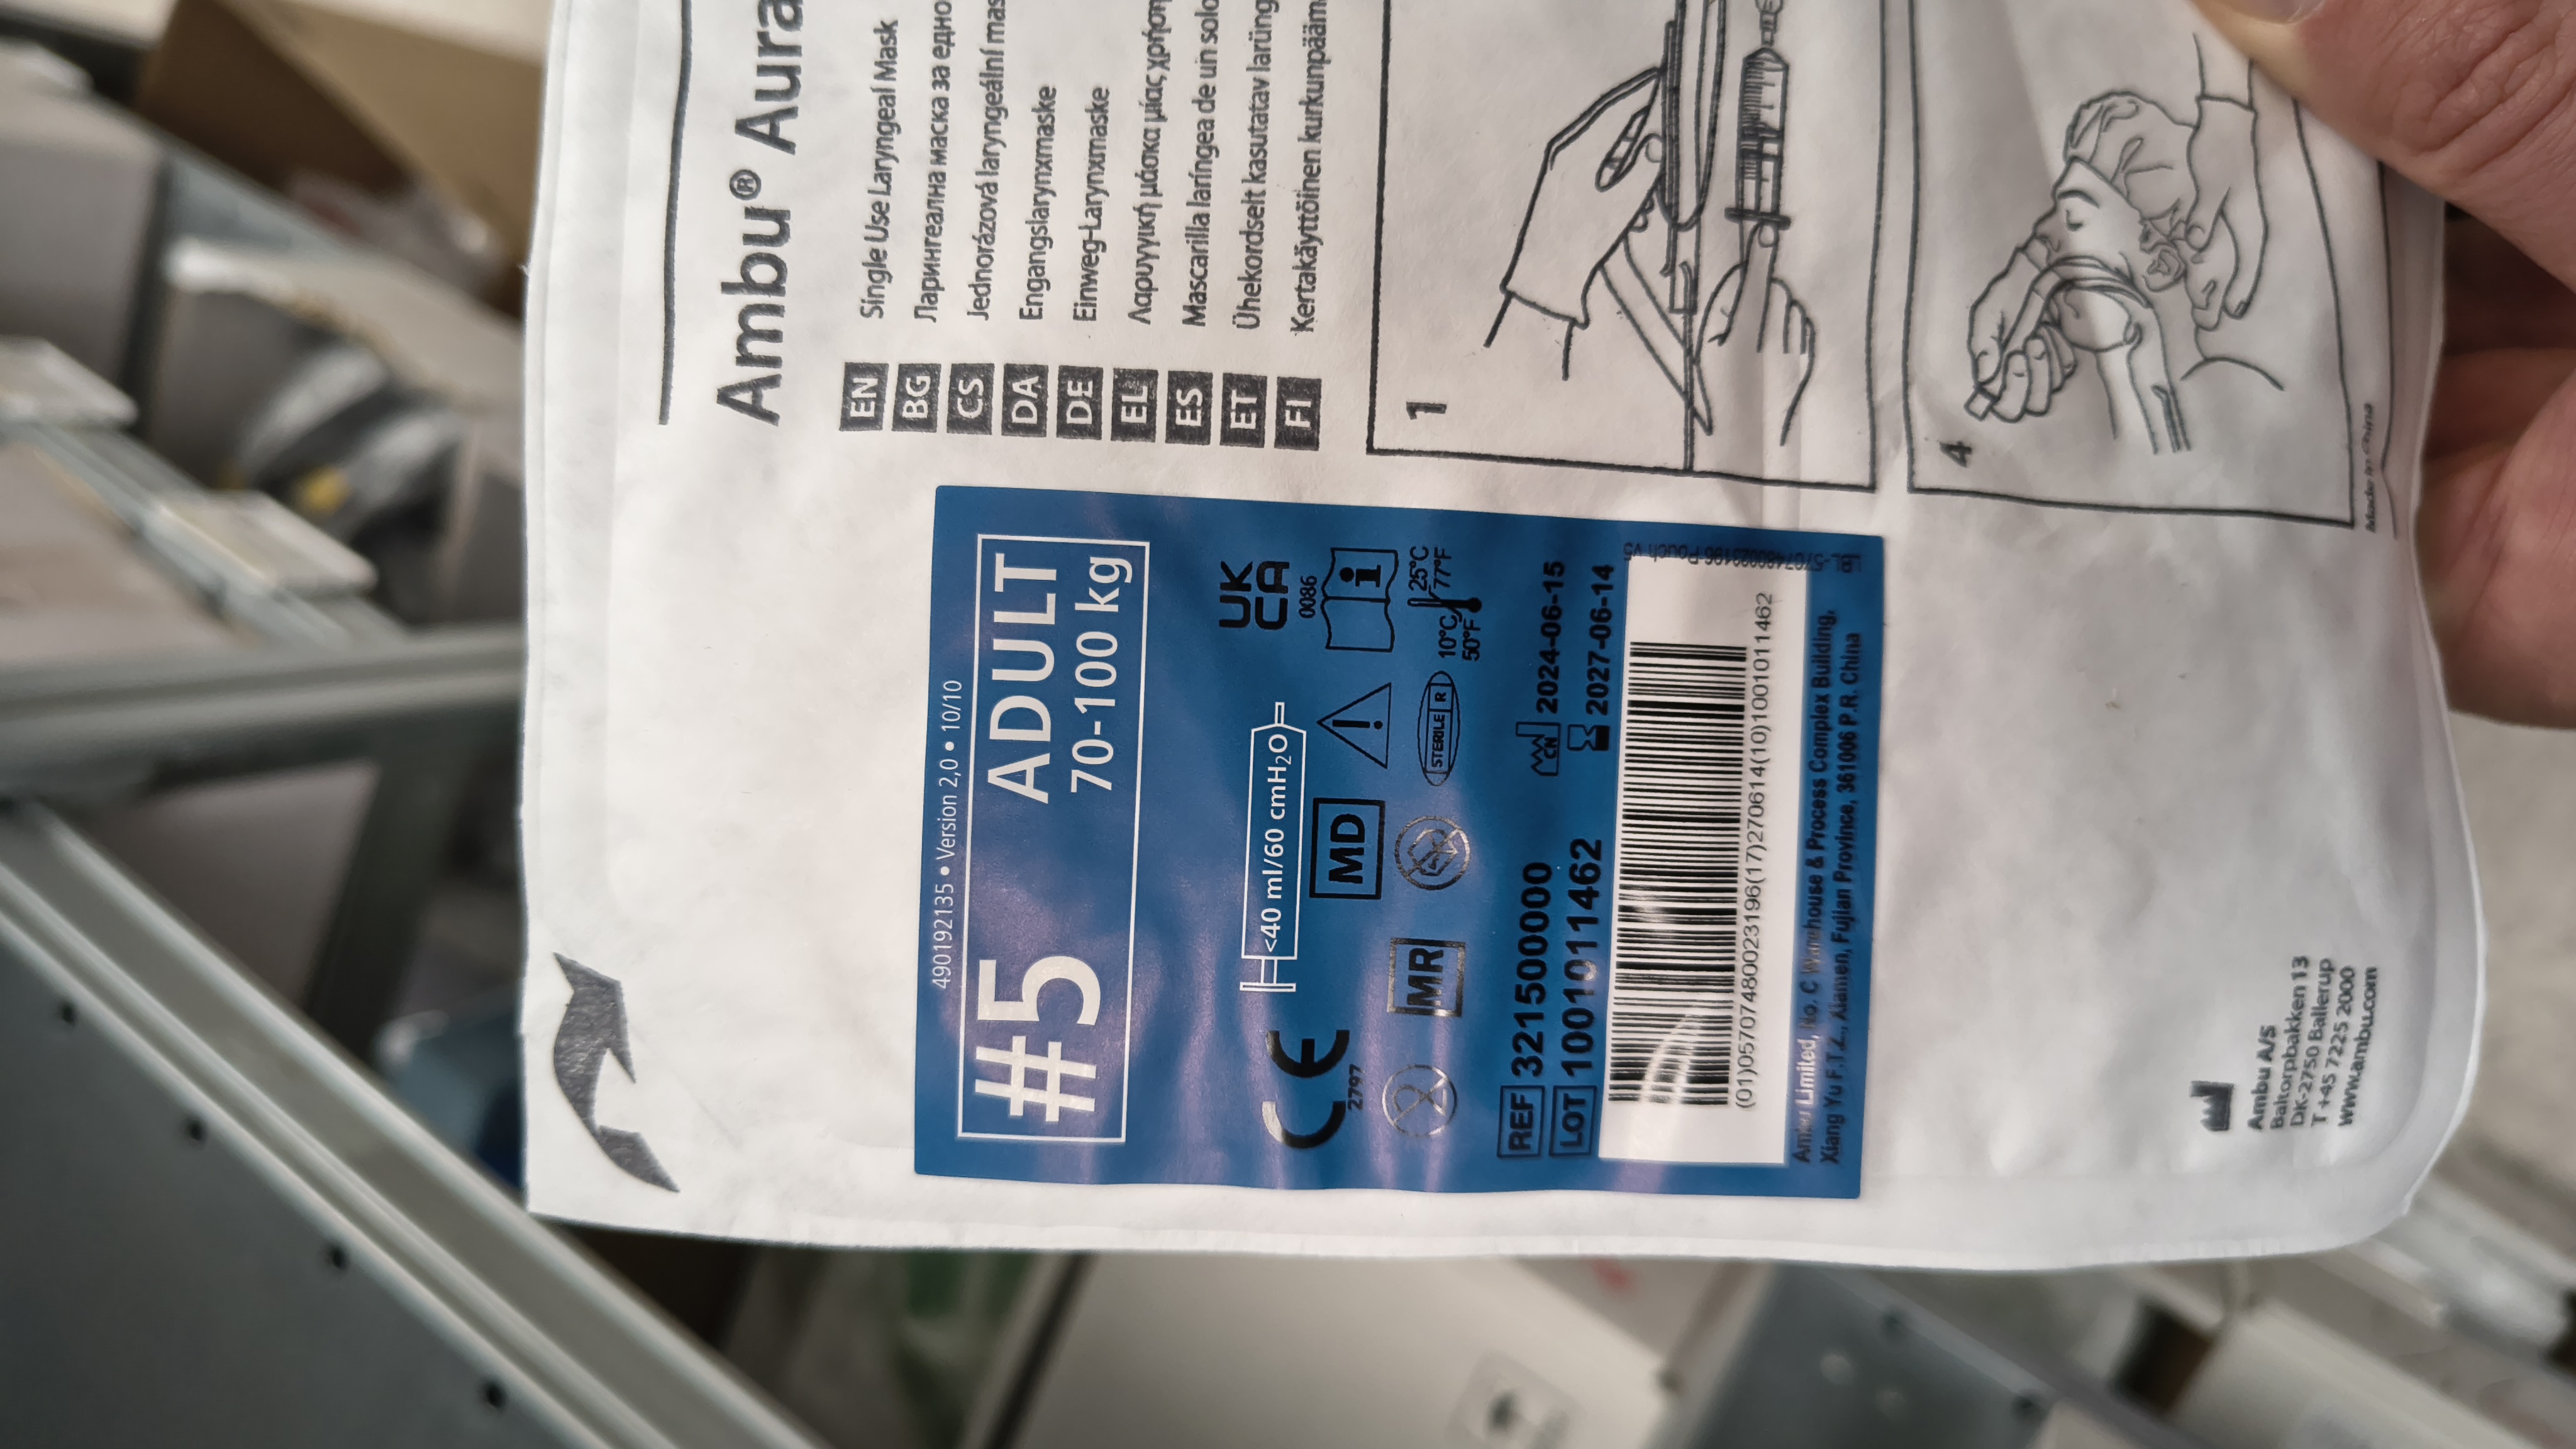 Ambu® Aura
EN Single Use Laryngeal Mask
BG Ларингеална маска за едно
CS Jednorázová laryngeální mas
DA Engangslarynxmaske
DE Einweg-Larynxmaske
EL Λαρυγγική μάσκα μίας χρήση
ES Mascarilla laríngea de un solo
ET Ühekordselt kasutatav larüng
FI Kertakäyttöinen kurkunpääm
490192135 • Version 2,0 • 10/10
#5 ADULT
70-100 kg
<40 ml/60 cmH₂O
UK
CA
0086
CE
2797
MD
MR
STERILE R
25°C
77°F
10°C
50°F
REF 321500000
CN 2024-06-15
LOT 1001011462
2027-06-14
(01)05707480023196(17)270614(10)1001011462
LBL-5707480023196 Pouch v5
Ambu Limited, No. C Warehouse & Process Complex Building,
Xiang Yu F.T.Z., Xiamen, Fujian Province, 361006 P.R. China
1
4
Ambu A/S
Baltorpbakken 13
DK-2750 Ballerup
T +45 7225 2000
www.ambu.com
Made in China